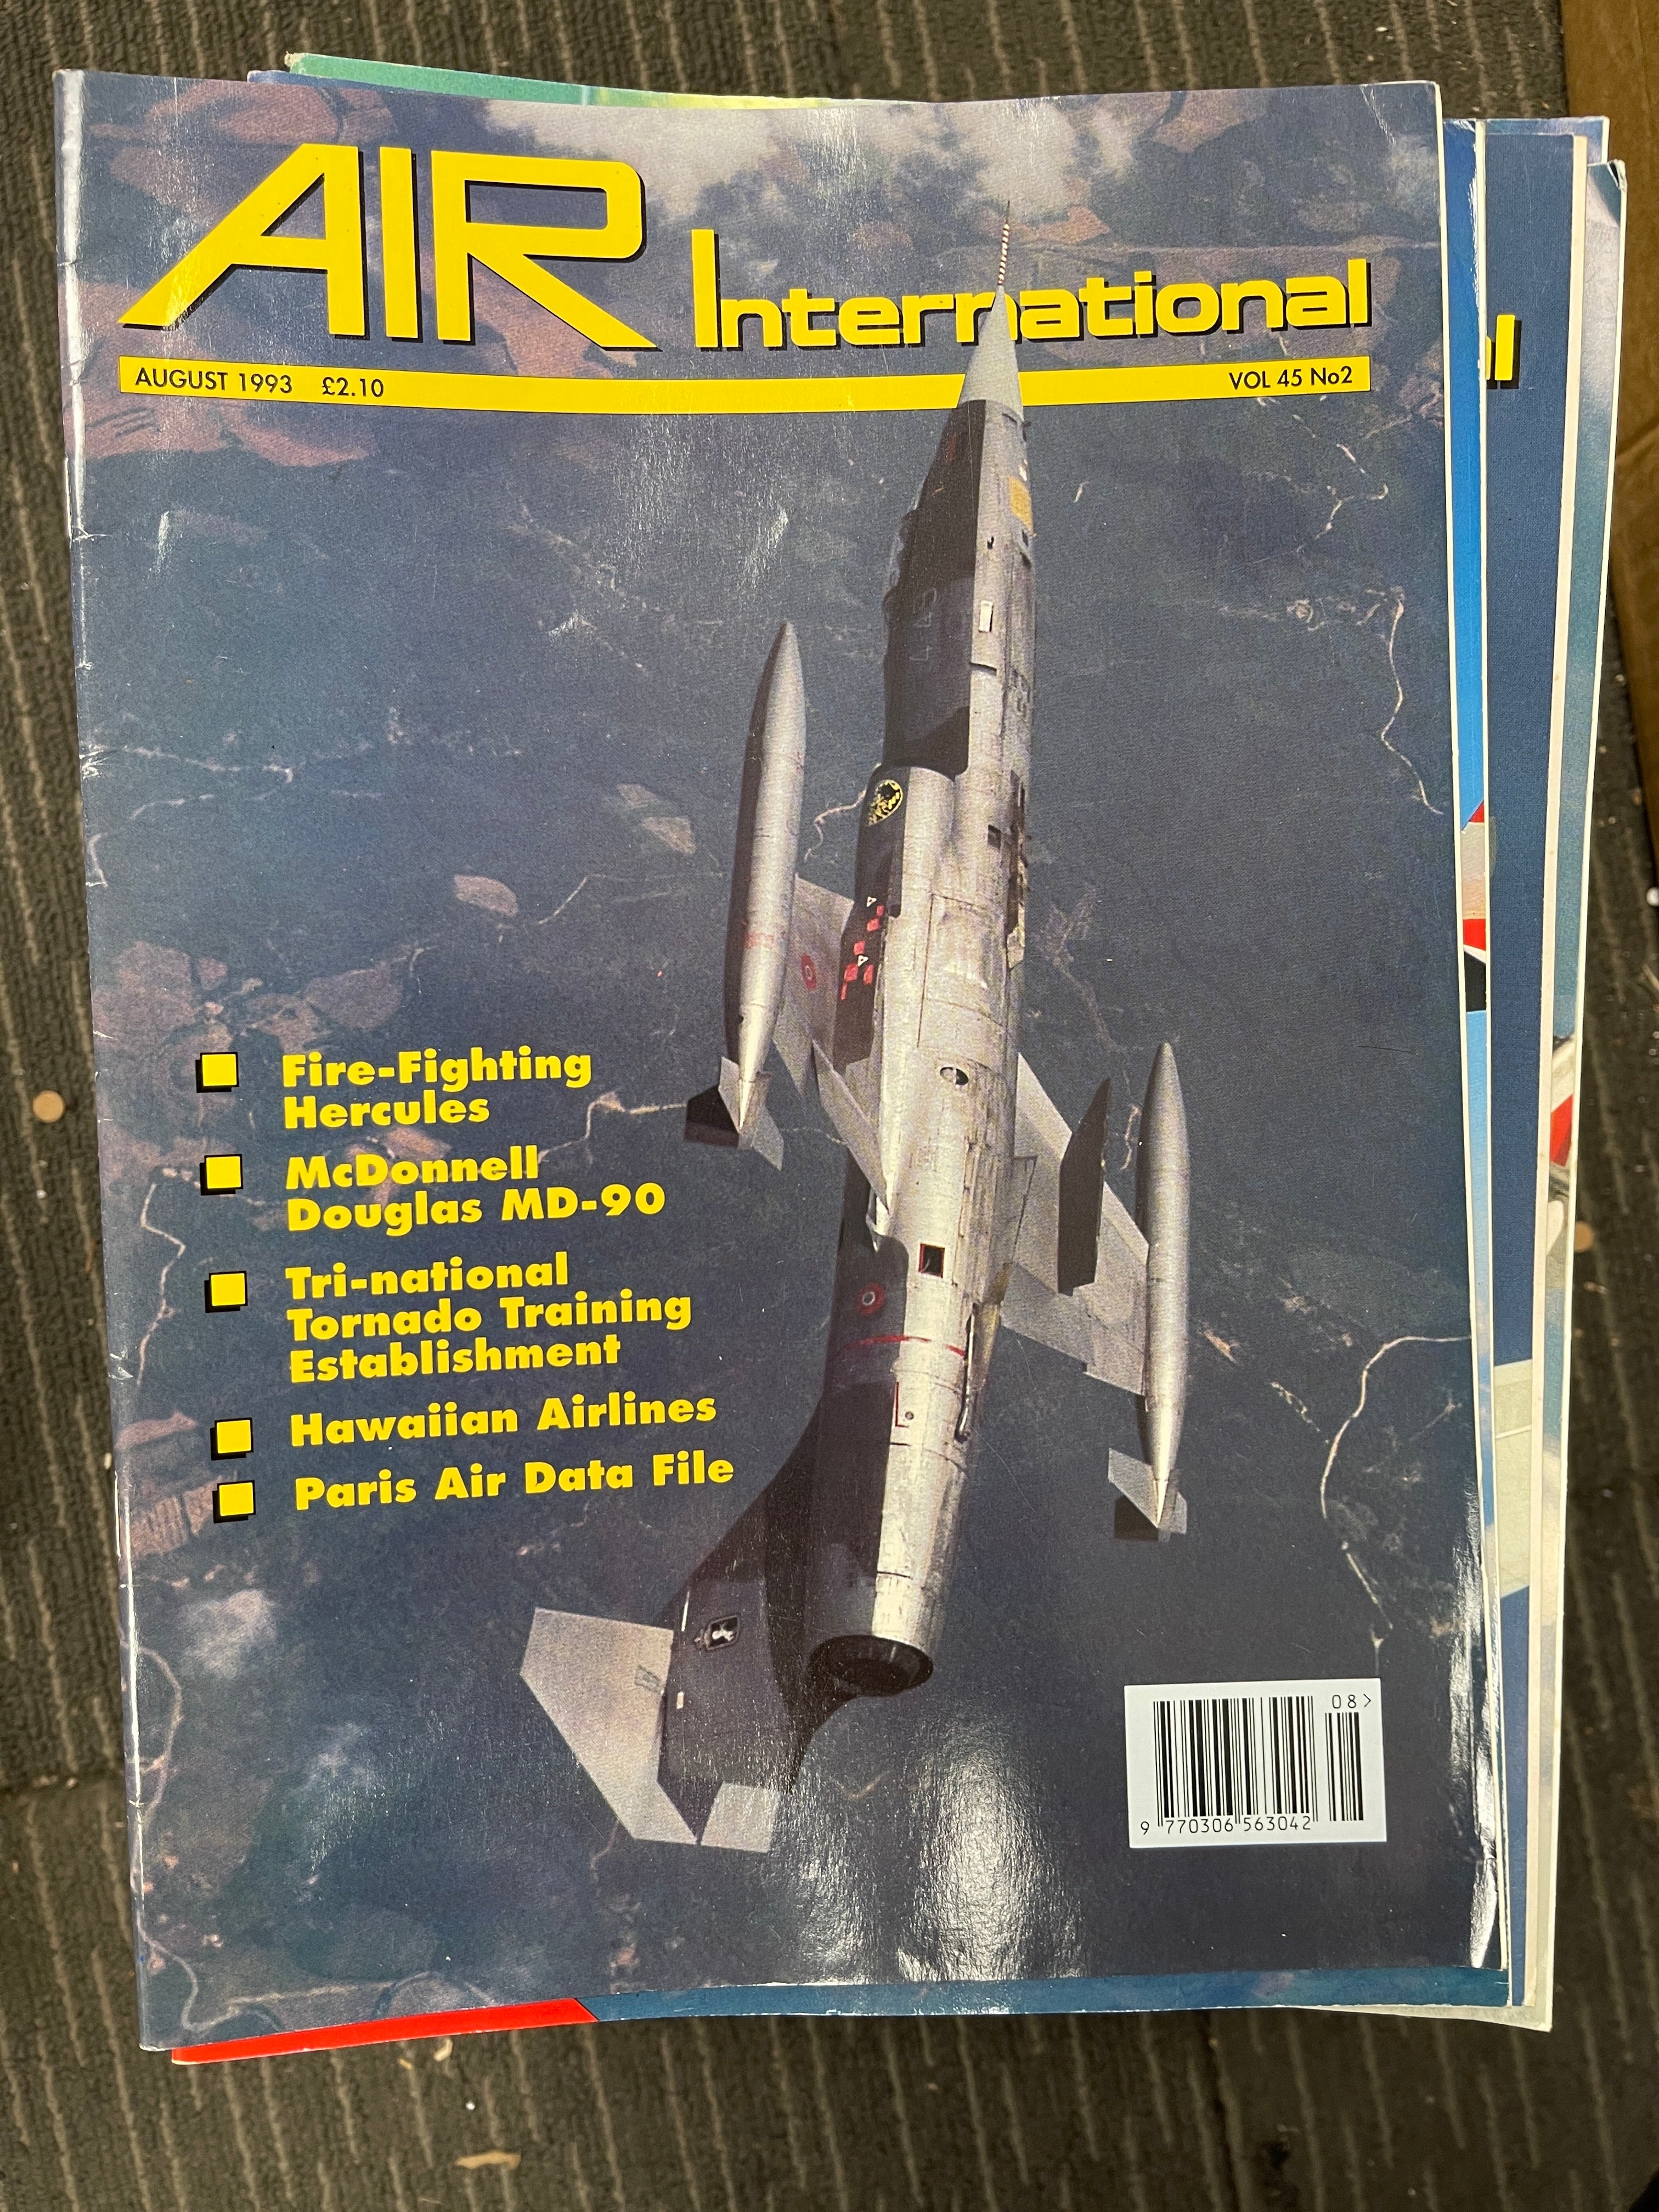 AIR International
AUGUST 1993 £2.10 VOL 45 No2
Fire-Fighting
Hercules
McDonnell
Douglas MD-90
Tri-national
Tornado Training
Establishment
Hawaiian Airlines
Paris Air Data File
08>
9 770306 563042